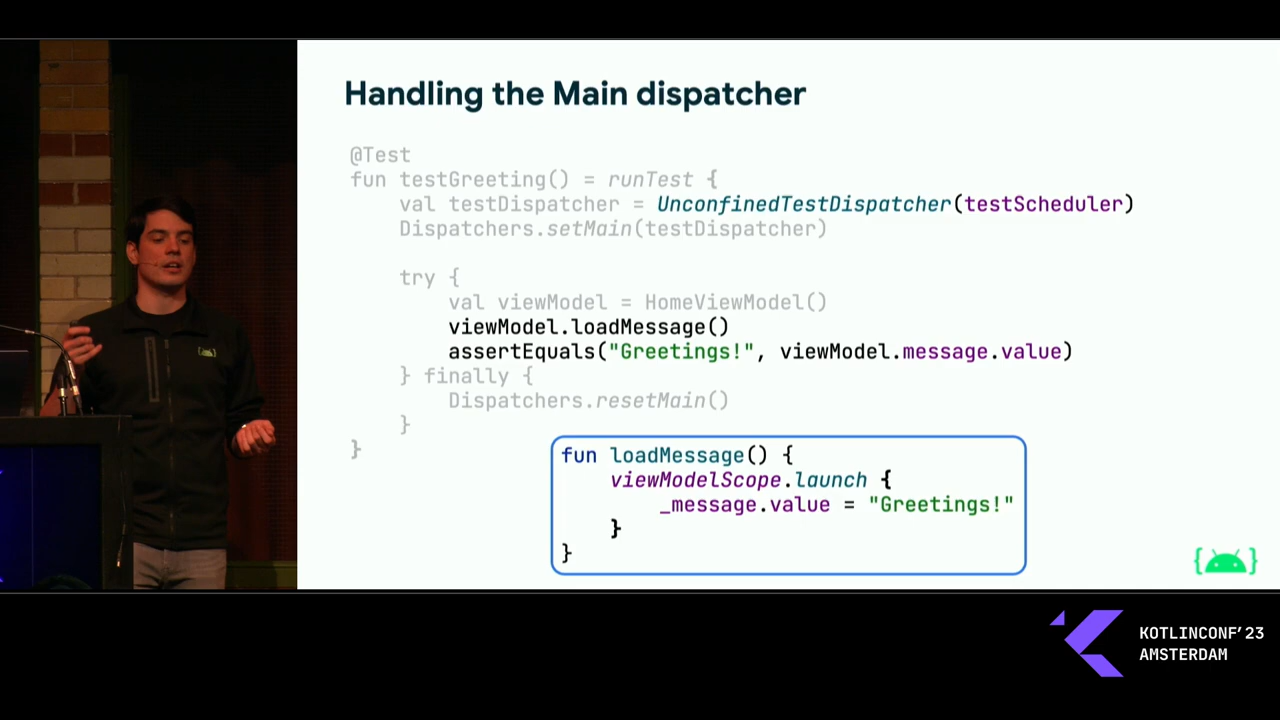 Handling the Main dispatcher
@Test
fun testGreeting() = runTest {
    val testDispatcher = UnconfinedTestDispatcher(testScheduler)
    Dispatchers.setMain(testDispatcher)
    try {
        val viewModel = HomeViewModel()
        viewModel.loadMessage()
        assertEquals("Greetings!", viewModel.message.value)
    } finally {
        Dispatchers.resetMain()
    }
}
fun loadMessage() {
    viewModelScope.launch {
        _message.value = "Greetings!"
    }
}
KOTLINCONF'23
AMSTERDAM